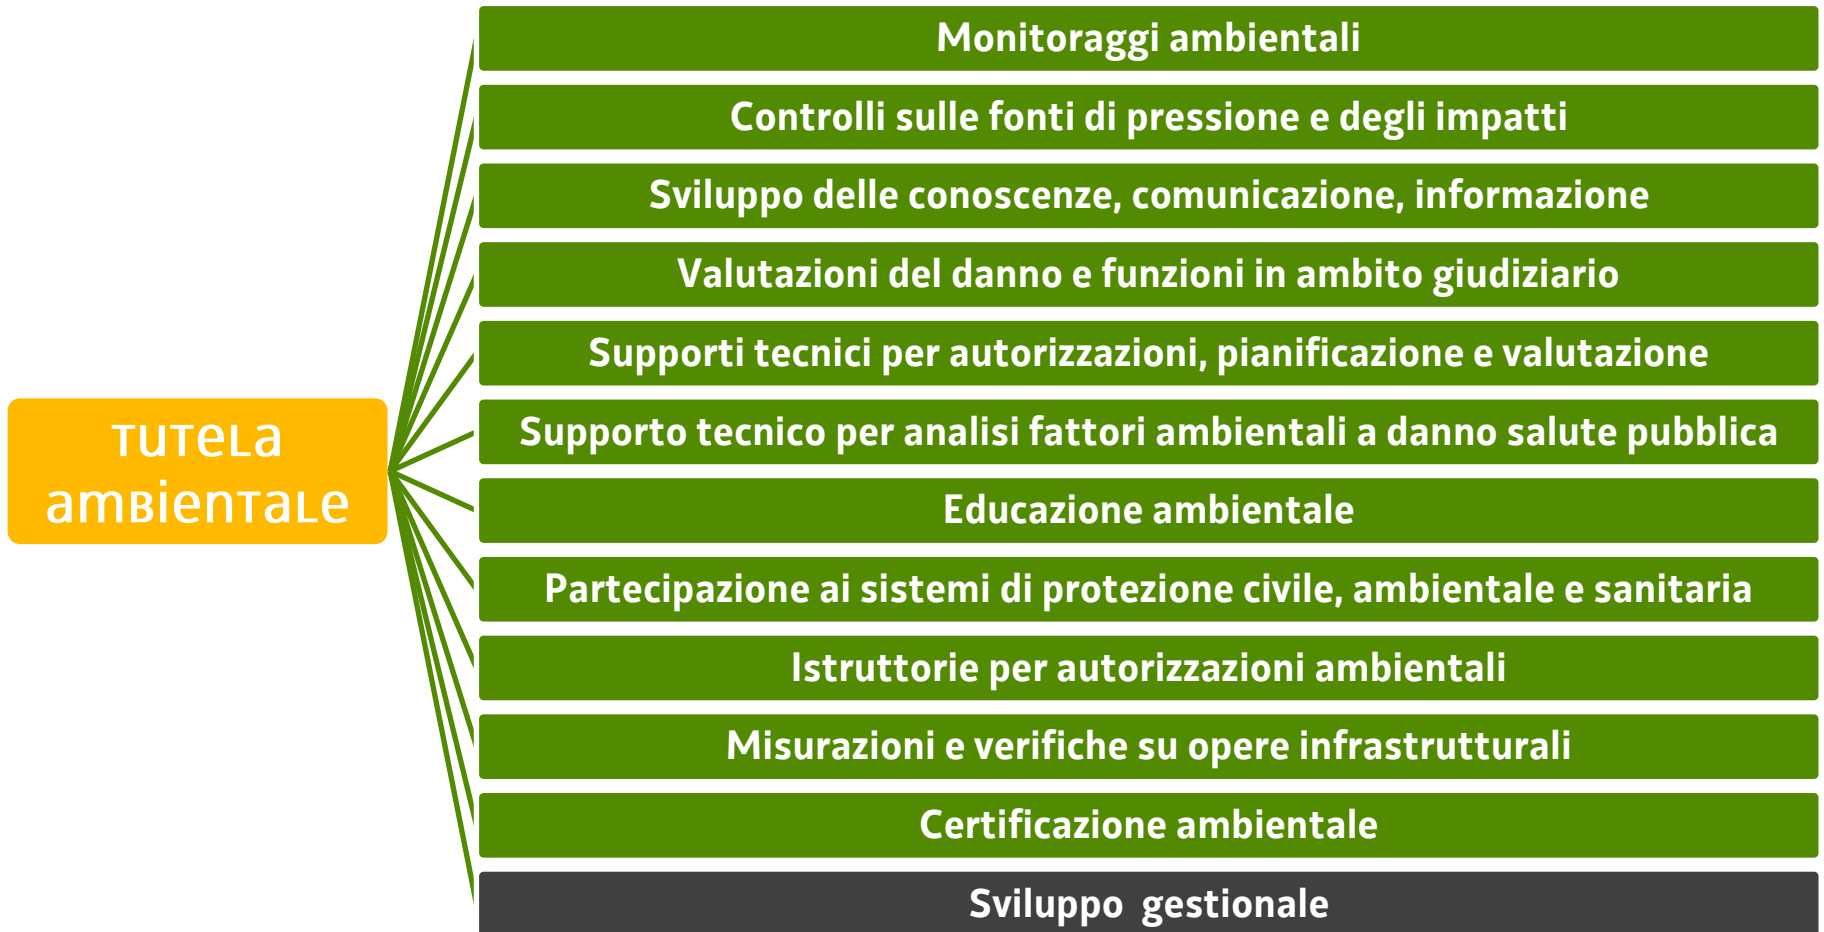 Monitoraggi ambientali
Controlli sulle fonti di pressione e degli impatti
Sviluppo delle conoscenze, comunicazione, informazione
Valutazioni del danno e funzioni in ambito giudiziario
Supporti tecnici per autorizzazioni, pianificazione e valutazione
Tutela
ambientale
Supporto tecnico per analisi fattori ambientali a danno salute pubblica
Educazione ambientale
Partecipazione ai sistemi di protezione civile, ambientale e sanitaria
Istruttorie per autorizzazioni ambientali
Misurazioni e verifiche su opere infrastrutturali
Certificazione ambientale
Sviluppo gestionale